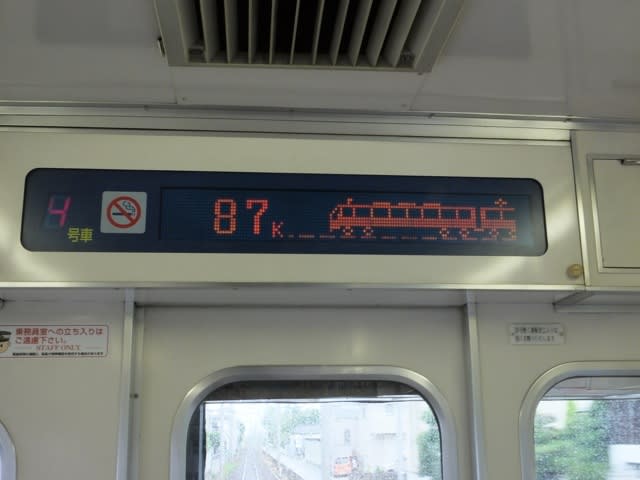 4
号車
87K
乗務員室への立ち入りは
ご遠慮下さい。
STAFF ONLY